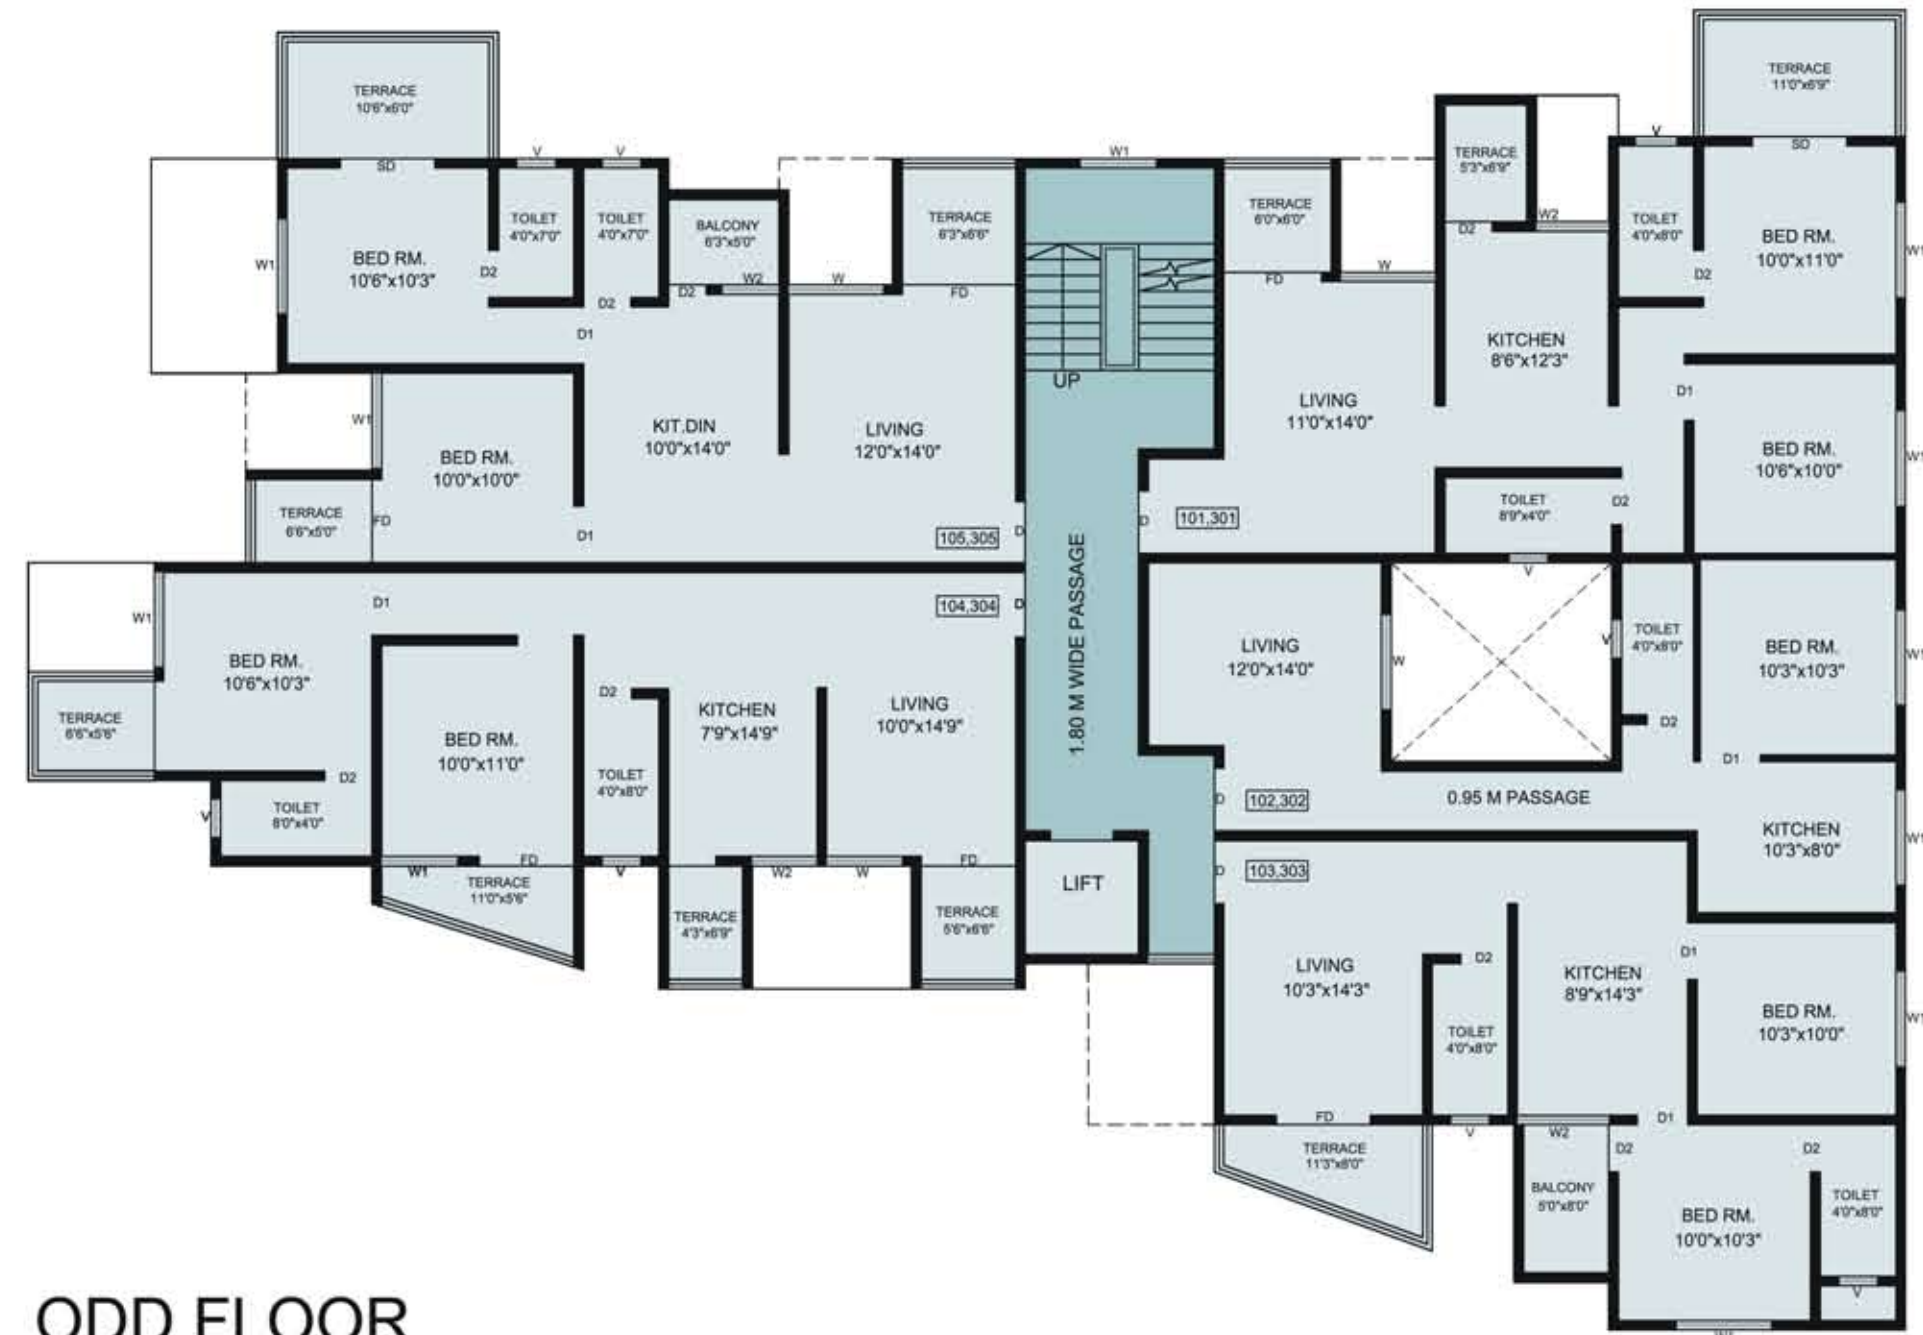 TERRACE
10'6"x6'0"
SD
V
V
W1
BED RM.
10'6"x10'3"
D2
TOILET
4'0"x7'0"
TOILET
4'0"x7'0"
D2
BALCONY
6'3"x5'0"
D2
W2
W
TERRACE
6'3"x6'6"
FD
D1
W1
BED RM.
10'0"x10'0"
KIT.DIN
10'0"x14'0"
LIVING
12'0"x14'0"
TERRACE
6'6"x5'0"
FD
D1
105,305
D
W1
UP
1.80 M WIDE PASSAGE
TERRACE
6'0"x6'0"
FD
W
TERRACE
5'3"x6'9"
D2
W2
V
TOILET
4'0"x8'0"
D2
TERRACE
11'0"x6'9"
SD
BED RM.
10'0"x11'0"
W1
KITCHEN
8'6"x12'3"
LIVING
11'0"x14'0"
D1
BED RM.
10'6"x10'0"
W1
TOILET
8'9"x4'0"
D2
D
101,301
V
W1
D1
104,304
D
BED RM.
10'6"x10'3"
TERRACE
6'6"x5'6"
D2
TOILET
8'0"x4'0"
V
BED RM.
10'0"x11'0"
D2
TOILET
4'0"x8'0"
KITCHEN
7'9"x14'9"
LIVING
10'0"x14'9"
W1
FD
TERRACE
11'0"x5'6"
V
W2
W
FD
TERRACE
4'3"x6'9"
TERRACE
5'6"x6'6"
LIFT
LIVING
12'0"x14'0"
W
V
TOILET
4'0"x8'0"
D2
BED RM.
10'3"x10'3"
W1
D1
D
102,302
0.95 M PASSAGE
KITCHEN
10'3"x8'0"
W1
D
103,303
LIVING
10'3"x14'3"
D2
TOILET
4'0"x8'0"
KITCHEN
8'9"x14'3"
D1
BED RM.
10'3"x10'0"
W1
FD
V
W2
D1
TERRACE
11'3"x8'0"
D2
D2
BALCONY
5'0"x8'0"
BED RM.
10'0"x10'3"
TOILET
4'0"x8'0"
V
ODD FLOOR